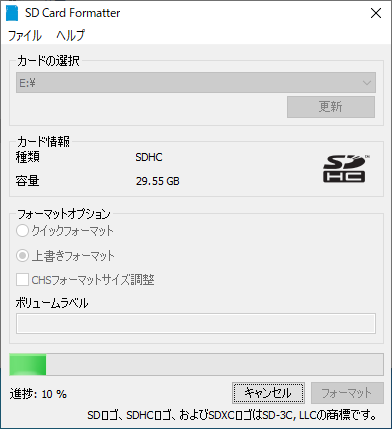 SD Card Formatter
ファイル ヘルプ
カードの選択
E:¥
更新
カード情報
種類 SDHC
容量 29.55 GB
SD HC ™
フォーマットオプション
クイックフォーマット
上書きフォーマット
CHSフォーマットサイズ調整
ボリュームラベル
進捗: 10 % キャンセル フォーマット
SDロゴ、SDHCロゴ、およびSDXCロゴはSD-3C, LLCの商標です。